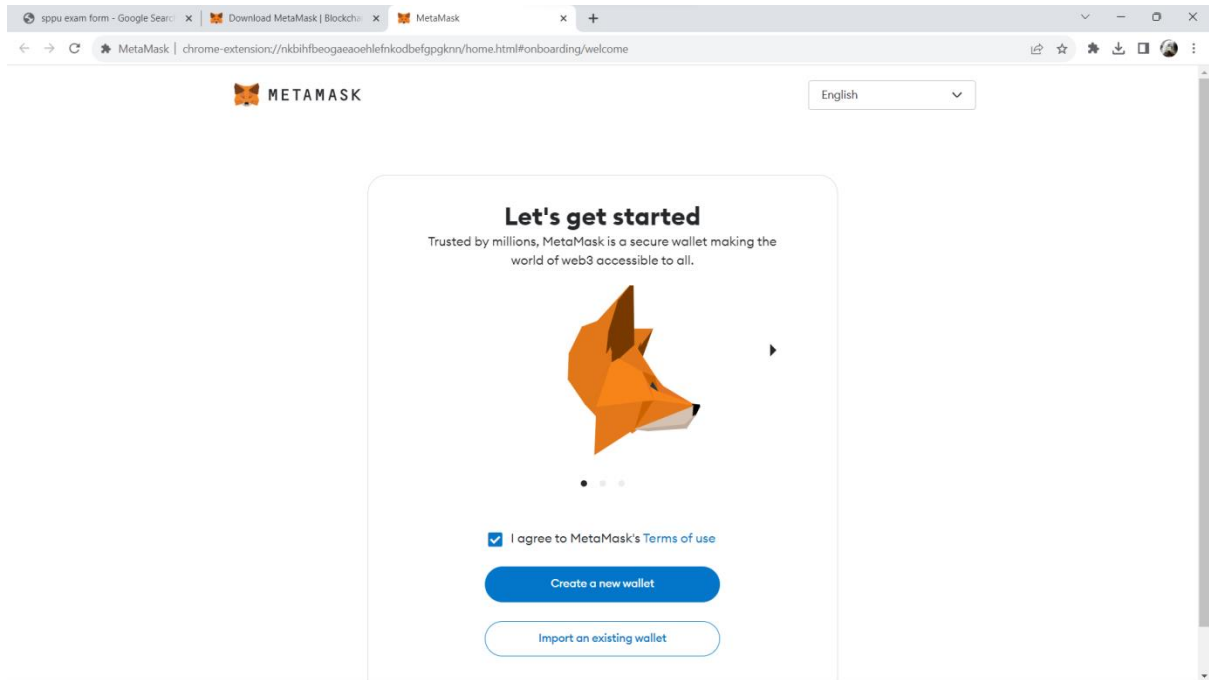 sppu exam form - Google Searc
Download MetaMask | Blockcha
MetaMask
MetaMask | chrome-extension://nkbihfbeogaeaoehlefnkodbefgpgknn/home.html#onboarding/welcome
METAMASK
English
Let's get started
Trusted by millions, MetaMask is a secure wallet making the
world of web3 accessible to all.
I agree to MetaMask's Terms of use
Create a new wallet
Import an existing wallet